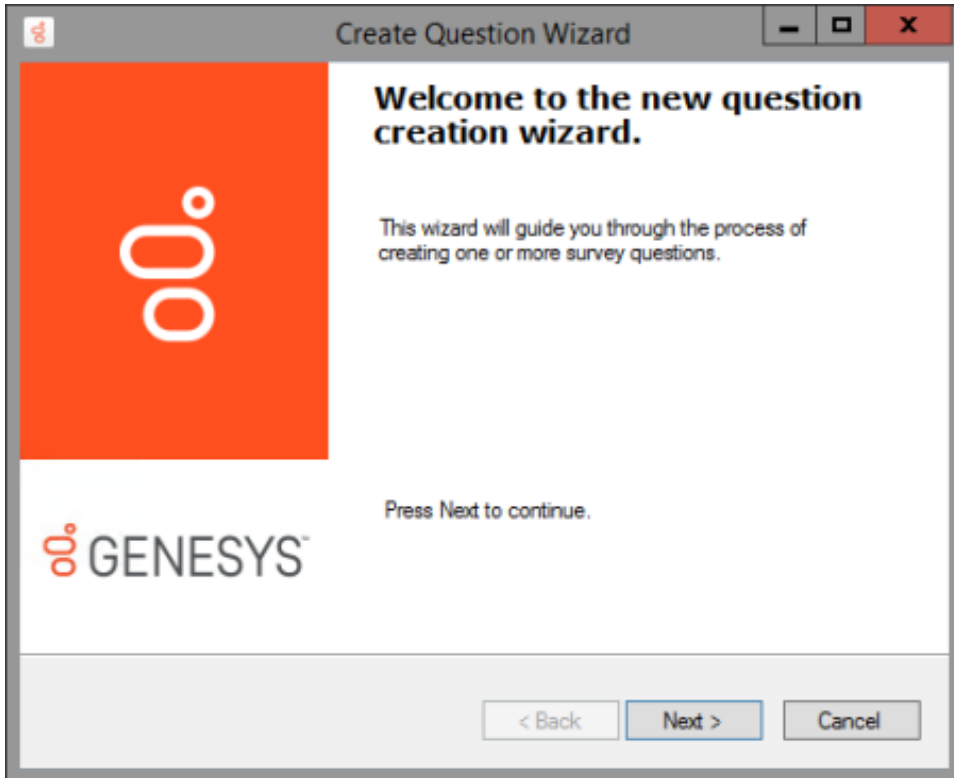 Create Question Wizard
Welcome to the new question
creation wizard.
This wizard will guide you through the process of
creating one or more survey questions.
Press Next to continue.
GENESYS™
< Back
Next >
Cancel